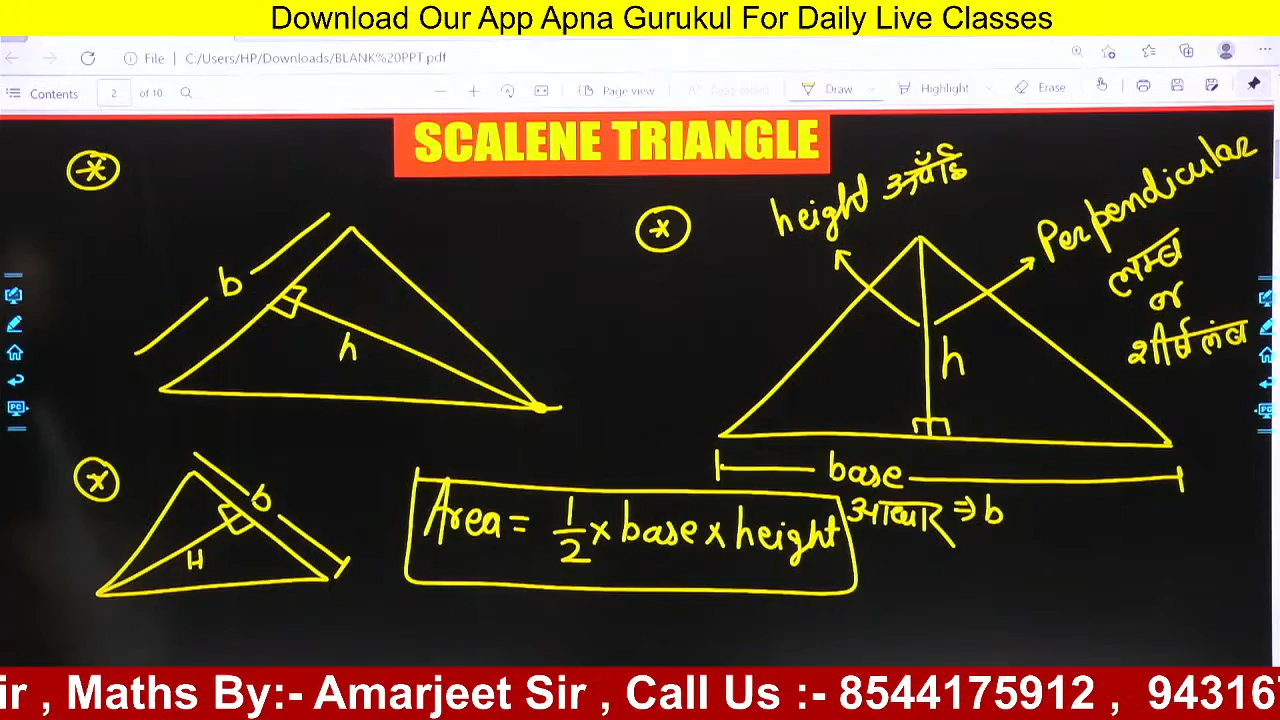 Download Our App Apna Gurukul For Daily Live Classes
File | C:/Users/HP/Downloads/BLANK%20PPT.pdf
Contents 2 of 10 Page view Draw Highlight Erase
SCALENE TRIANGLE
b
h
height
Perpendicular
लम्ब
or
शीर्षलंब
h
base
आधार ⇒ b
b
H
Area = 1/2 × base × height
ir , Maths By:- Amarjeet Sir , Call Us :- 8544175912 , 94316